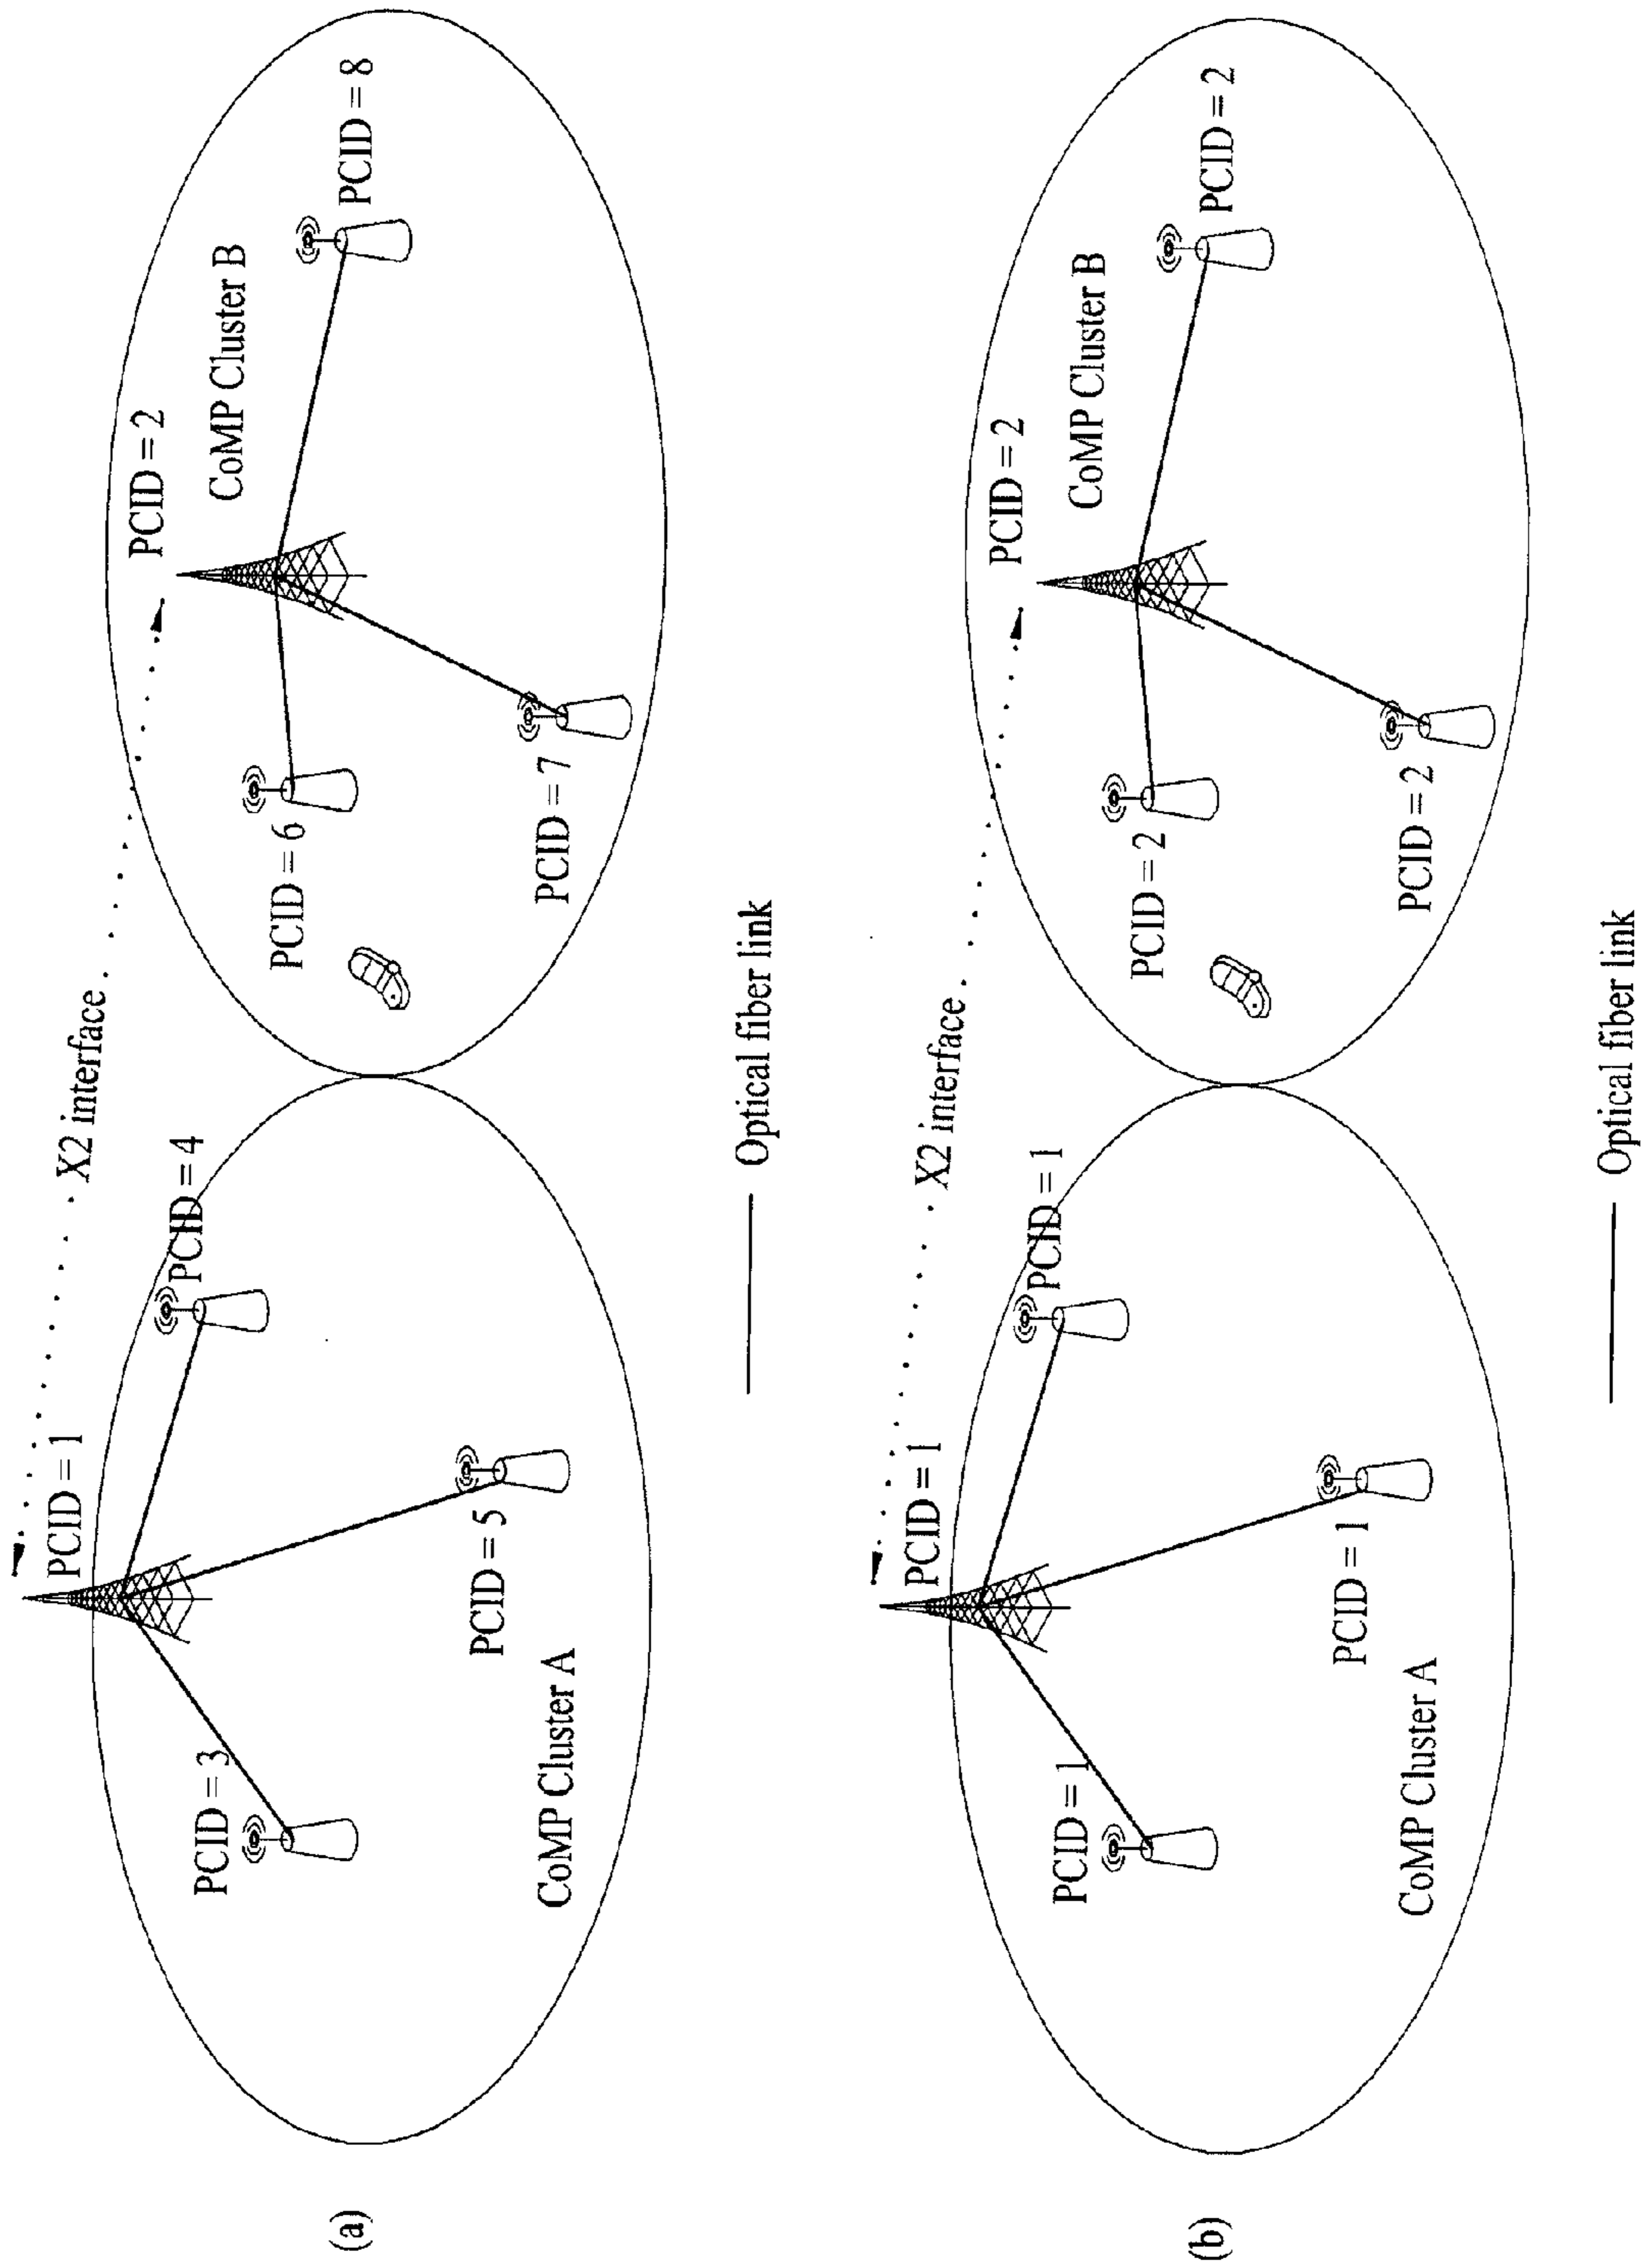 (a)
PCID = 1
X2 interface
PCID = 2
PCID = 3
PCID = 4
PCID = 5
CoMP Cluster A
PCID = 6
PCID = 7
CoMP Cluster B
PCID = 8
Optical fiber link
(b)
PCID = 1
X2 interface
PCID = 2
PCID = 1
PCID = 1
PCID = 1
CoMP Cluster A
PCID = 2
PCID = 2
CoMP Cluster B
PCID = 2
Optical fiber link